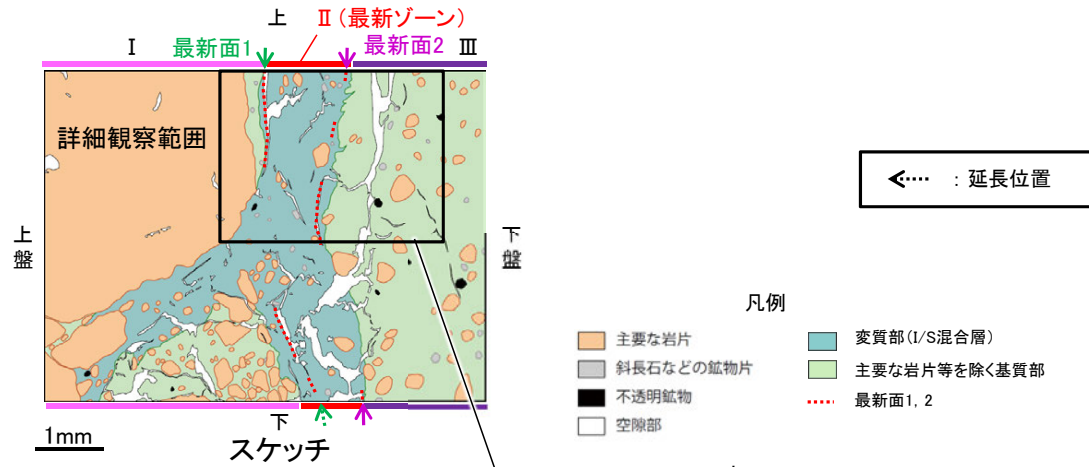 上 Ⅱ(最新ゾーン)
Ⅰ 最新面1 最新面2 Ⅲ
詳細観察範囲
上盤
下盤
下
1mm
スケッチ
: 延長位置
凡例
主要な岩片
斜長石などの鉱物片
不透明鉱物
空隙部
変質部(I/S混合層)
主要な岩片等を除く基質部
最新面1, 2